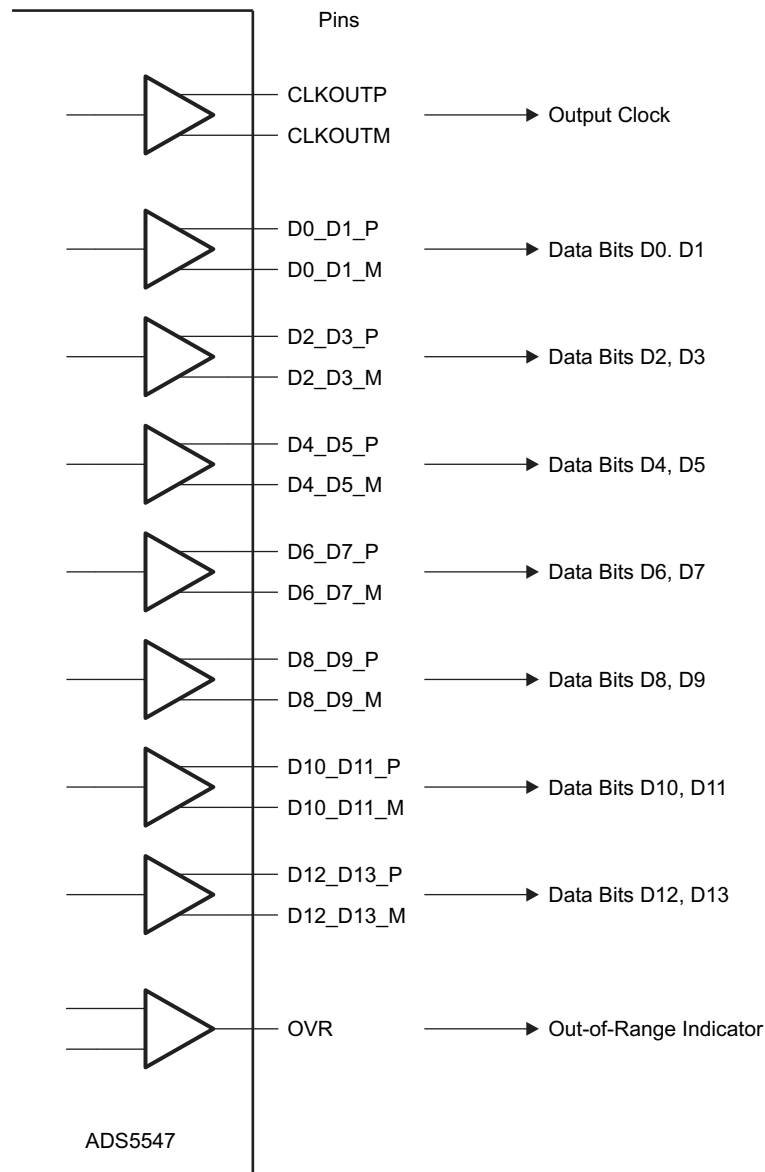 Pins
CLKOUTP
CLKOUTM
Output Clock
D0_D1_P
D0_D1_M
Data Bits D0. D1
D2_D3_P
D2_D3_M
Data Bits D2, D3
D4_D5_P
D4_D5_M
Data Bits D4, D5
D6_D7_P
D6_D7_M
Data Bits D6, D7
D8_D9_P
D8_D9_M
Data Bits D8, D9
D10_D11_P
D10_D11_M
Data Bits D10, D11
D12_D13_P
D12_D13_M
Data Bits D12, D13
OVR
Out-of-Range Indicator
ADS5547